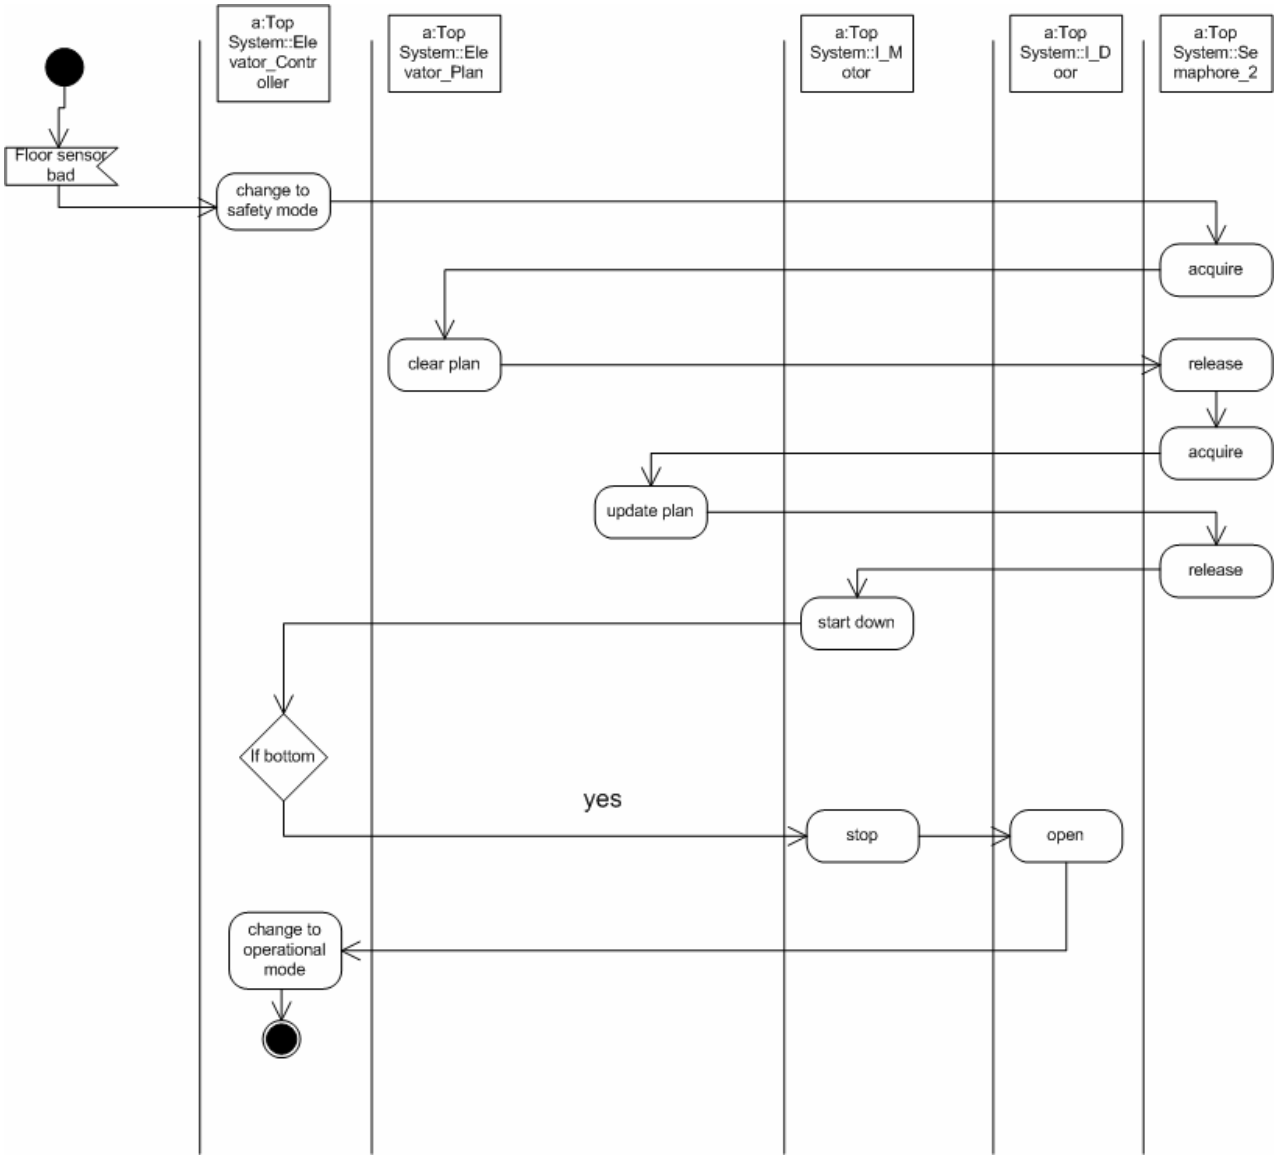 a:Top
System::Ele
vator_Contr
oller
a:Top
System::Ele
vator_Plan
a:Top
System::I_M
otor
a:Top
System::I_D
oor
a:Top
System::Se
maphore_2
Floor sensor
bad
change to
safety mode
acquire
clear plan
release
acquire
update plan
release
start down
If bottom
yes
stop
open
change to
operational
mode